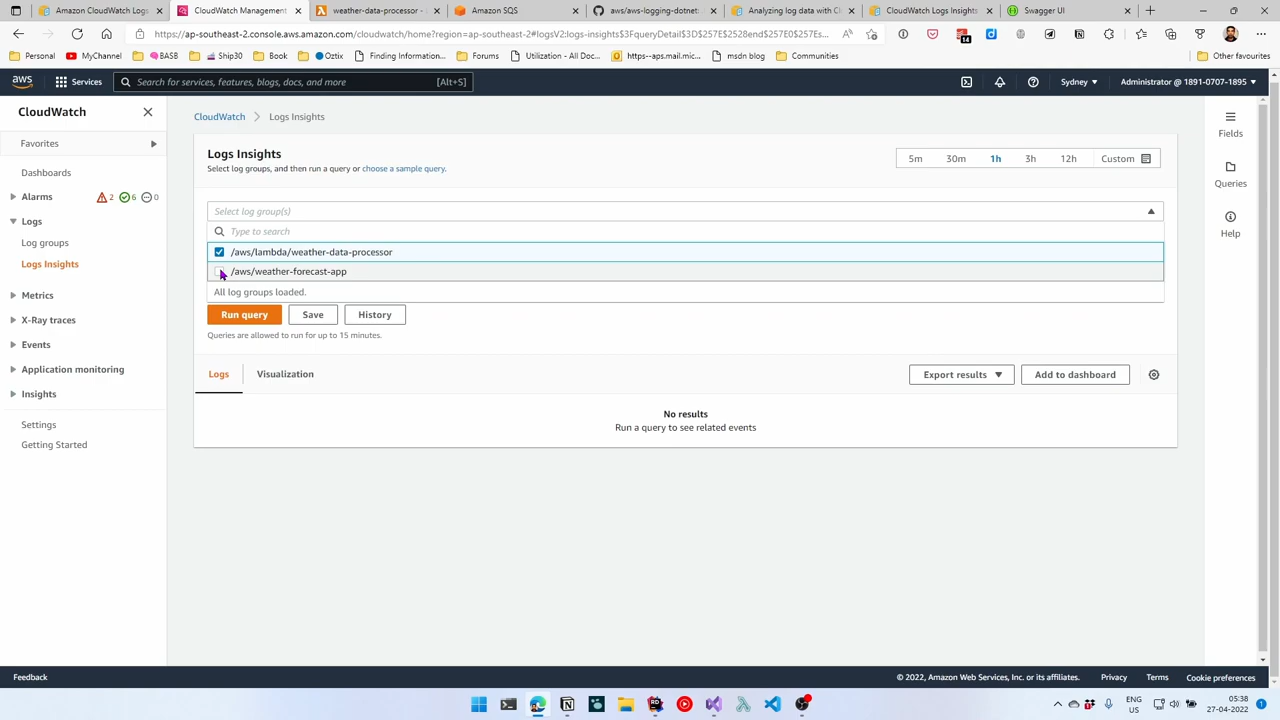 Amazon CloudWatch Logs
CloudWatch Management
weather-data-processor -
Amazon SQS
aws/aws-logging-dotnet
Analyzing log data with Cl
CloudWatch Logs Insights
Swagger UI
https://ap-southeast-2.console.aws.amazon.com/cloudwatch/home?region=ap-southeast-2#logsV2:logs-insights$3FqueryDetail$3D$257E$2528end$257E0$257Es...
Personal
MyChannel
BASB
Ship30
Book
Oztix
Finding Information...
Forums
Utilization - All Doc...
https--aps.mail.mic...
msdn blog
Communities
Other favourites
aws
Services
Search for services, features, blogs, docs, and more
[Alt+S]
Sydney
Administrator @ 1891-0707-1895
CloudWatch
Favorites
Dashboards
Alarms
2
6
0
Logs
Log groups
Logs Insights
Metrics
X-Ray traces
Events
Application monitoring
Insights
Settings
Getting Started
CloudWatch
Logs Insights
Logs Insights
Select log groups, and then run a query or choose a sample query.
5m
30m
1h
3h
12h
Custom
Select log group(s)
Type to search
/aws/lambda/weather-data-processor
/aws/weather-forecast-app
All log groups loaded.
Run query
Save
History
Queries are allowed to run for up to 15 minutes.
Logs
Visualization
Export results
Add to dashboard
No results
Run a query to see related events
Fields
Queries
Help
Feedback
© 2022, Amazon Web Services, Inc. or its affiliates.
Privacy
Terms
Cookie preferences
ENG
US
05:38
27-04-2022